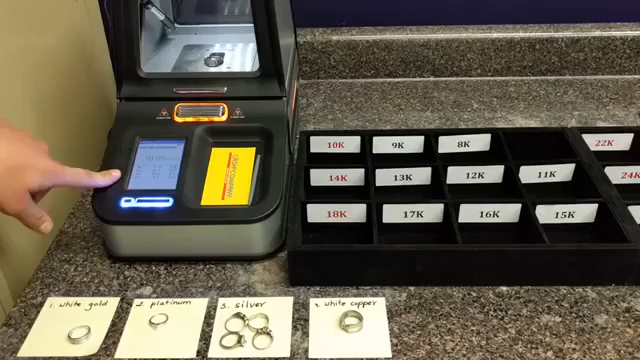 10K 9K 8K 22K
14K 13K 12K 11K 24K
18K 17K 16K 15K
1. white gold
2. platinum
3. silver
4. white copper